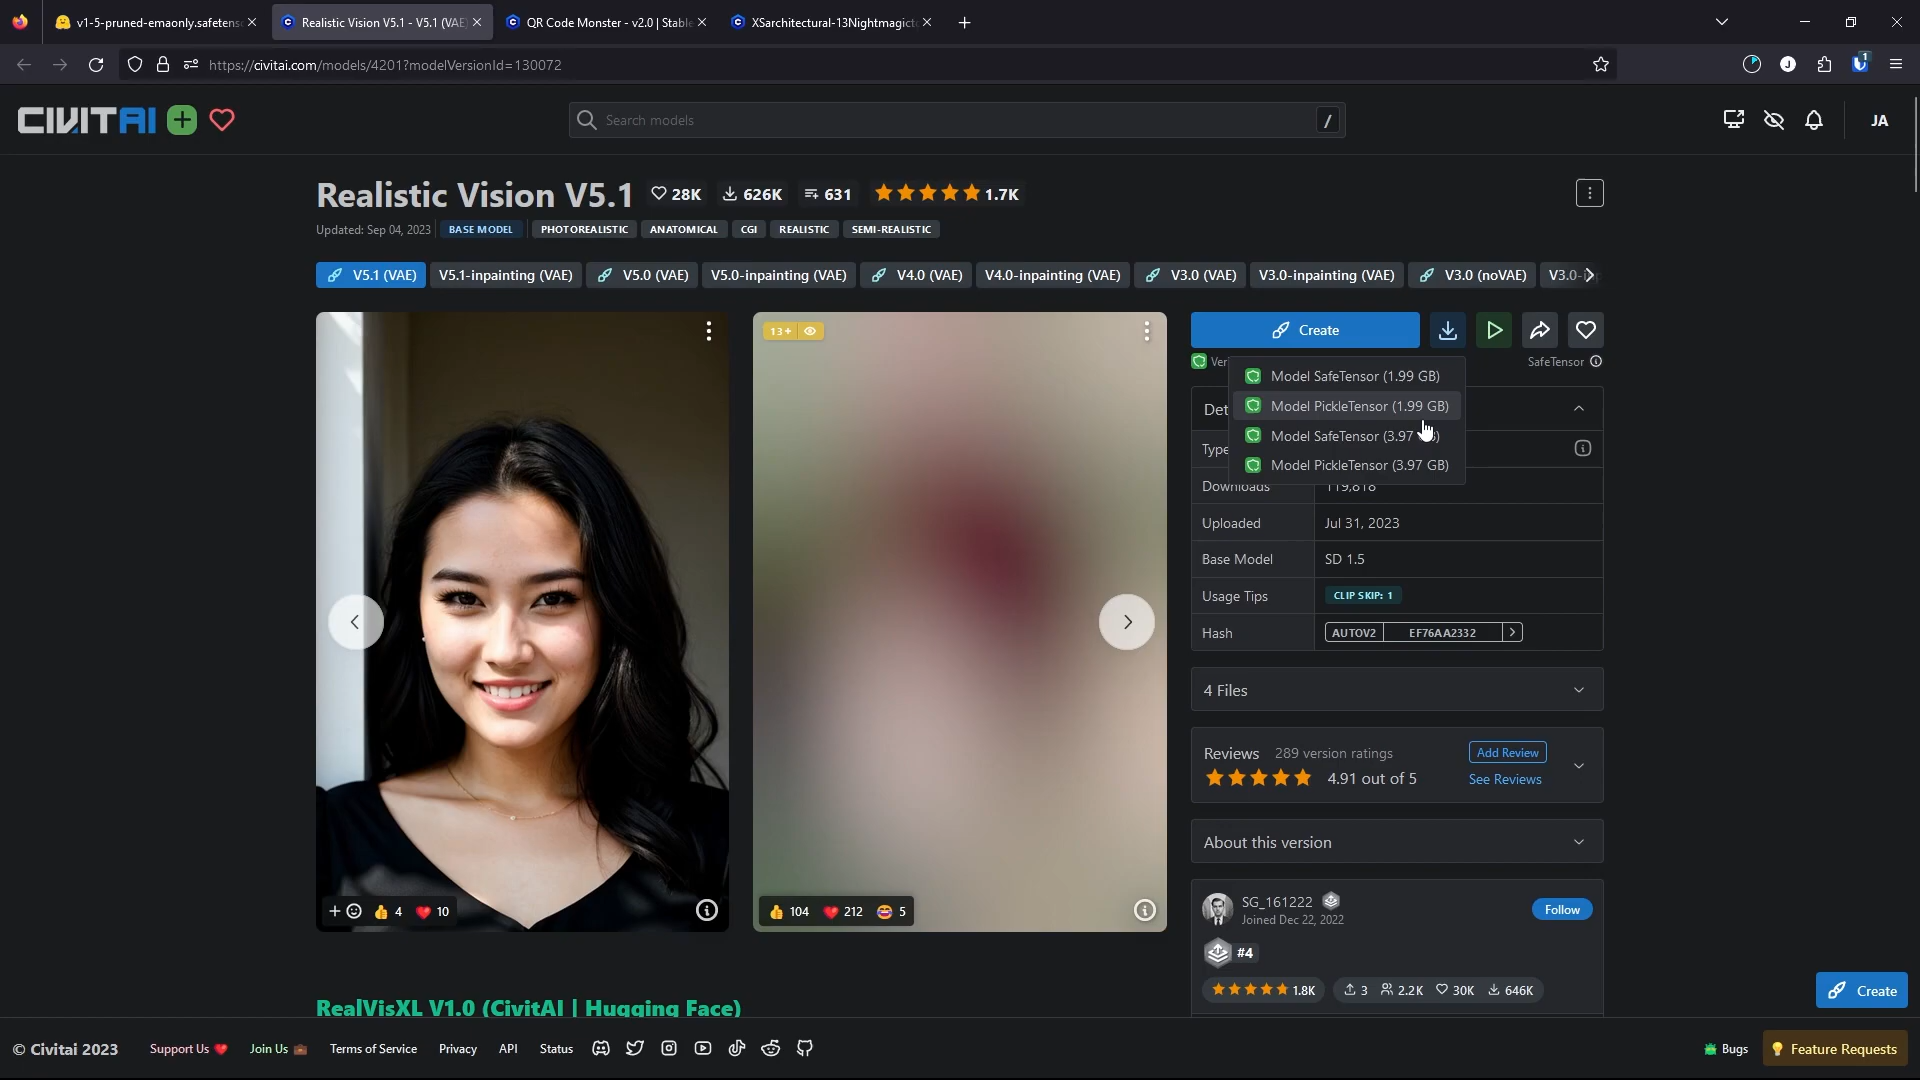 v1-5-pruned-emaonly.safetens
Realistic Vision V5.1 - V5.1 (VAE)
QR Code Monster - v2.0 | Stable
XSarchitectural-13Nightmagict
https://civitai.com/models/4201?modelVersionId=130072
J
1
CIVITAI
Search models
/
JA
Realistic Vision V5.1
28K
626K
631
1.7K
Updated: Sep 04, 2023
BASE MODEL
PHOTOREALISTIC
ANATOMICAL
CGI
REALISTIC
SEMI-REALISTIC
V5.1 (VAE)
V5.1-inpainting (VAE)
V5.0 (VAE)
V5.0-inpainting (VAE)
V4.0 (VAE)
V4.0-inpainting (VAE)
V3.0 (VAE)
V3.0-inpainting (VAE)
V3.0 (noVAE)
V3.0-
13+
Create
Ver
SafeTensor
Model SafeTensor (1.99 GB)
Model PickleTensor (1.99 GB)
Model SafeTensor (3.97
Model PickleTensor (3.97 GB)
Det
Type
Downloads
119,818
Uploaded
Jul 31, 2023
Base Model
SD 1.5
Usage Tips
CLIP SKIP: 1
Hash
AUTOV2
EF76AA2332
4 Files
Reviews
289 version ratings
4.91 out of 5
Add Review
See Reviews
About this version
SG_161222
Joined Dec 22, 2022
Follow
#4
1.8K
3
2.2K
30K
646K
4
10
104
212
5
RealVisXL V1.0 (CivitAI | Hugging Face)
Create
© Civitai 2023
Support Us
Join Us
Terms of Service
Privacy
API
Status
Bugs
Feature Requests